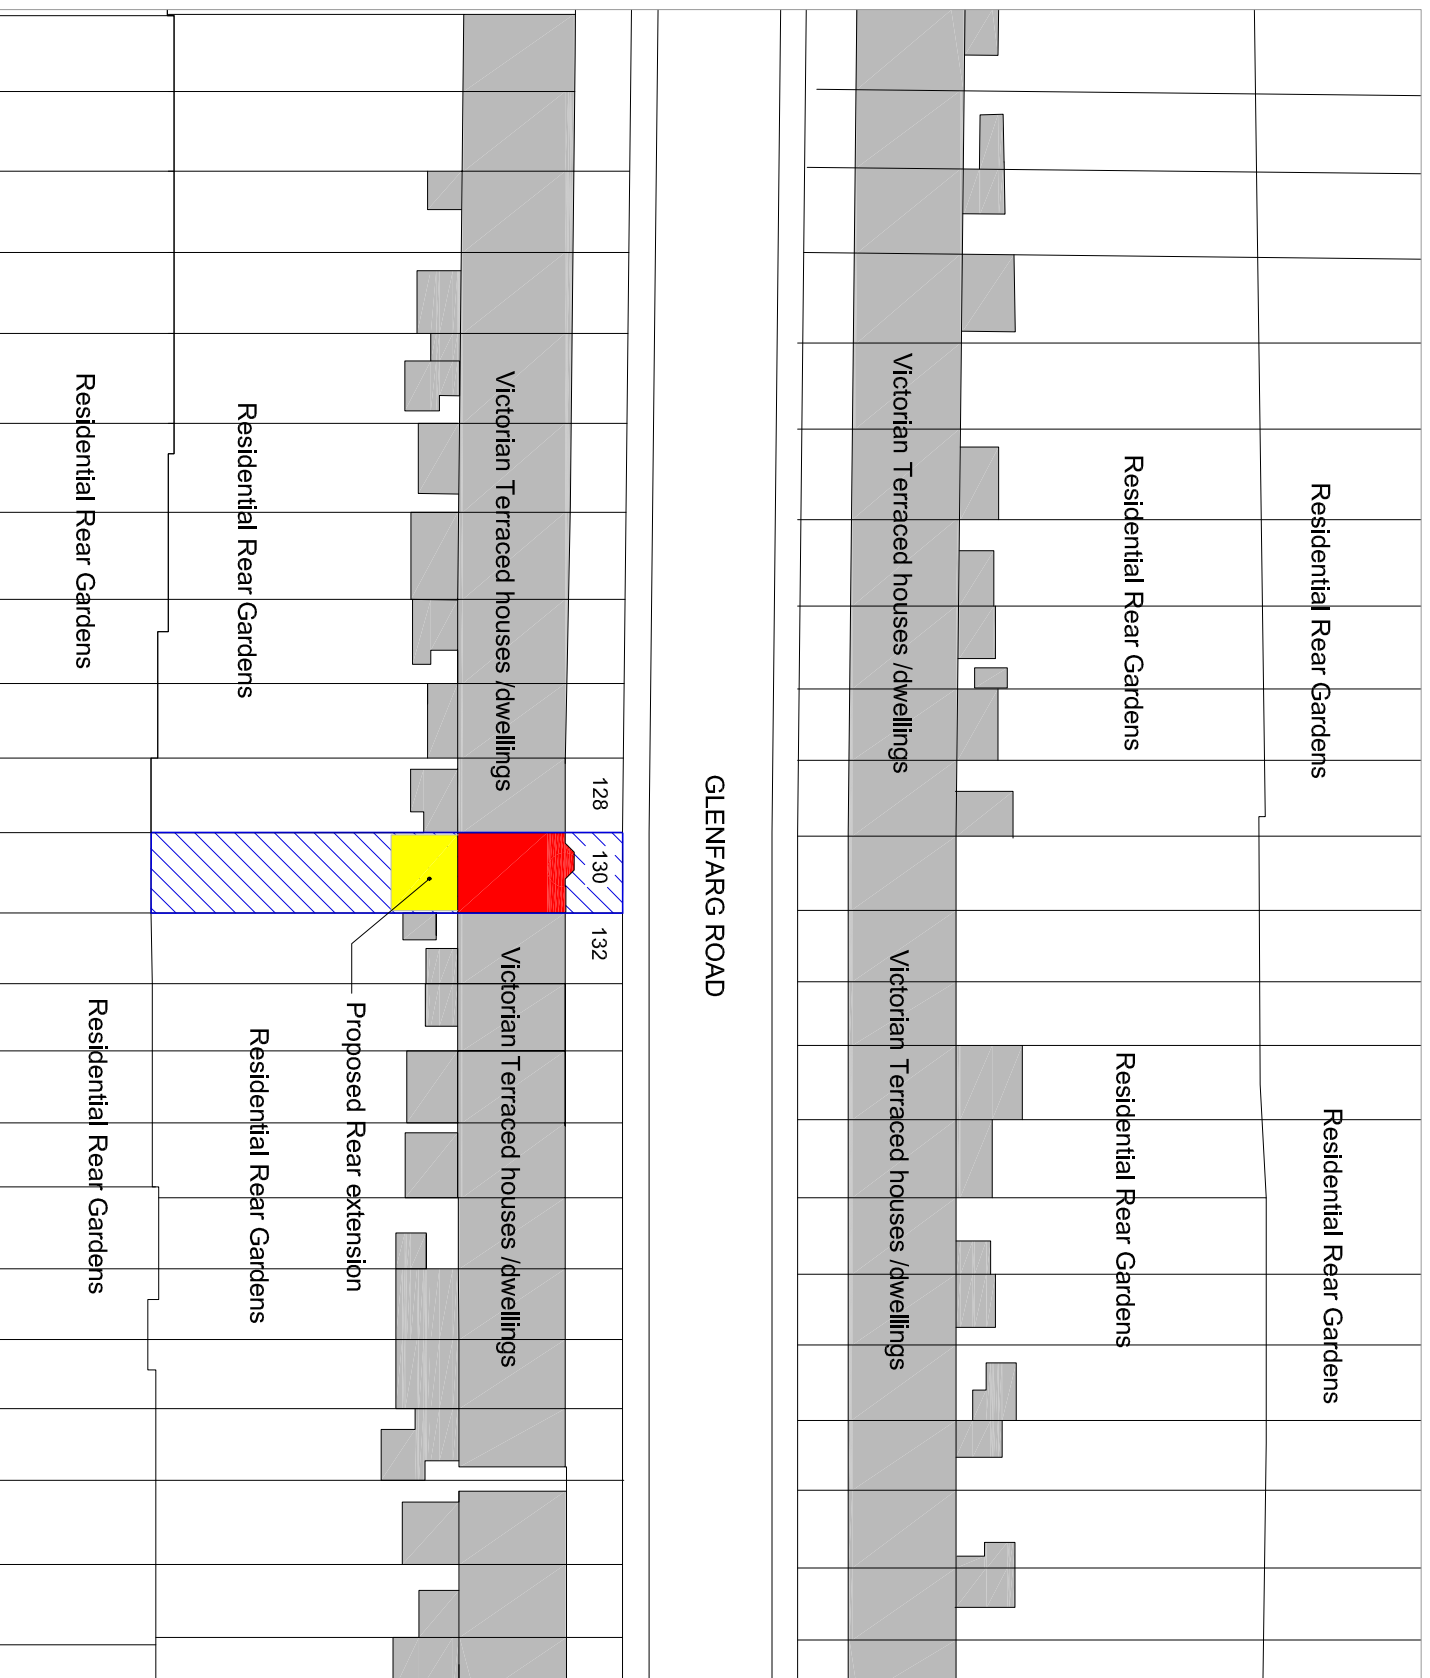 Residential Rear Gardens
Residential Rear Gardens
Victorian Terraced houses /dwellings
Victorian Terraced houses /dwellings
Residential Rear Gardens
Residential Rear Gardens
GLENFARG ROAD
128
130
132
Residential Rear Gardens
Residential Rear Gardens
Proposed Rear extension
Victorian Terraced houses /dwellings
Victorian Terraced houses /dwellings
Residential Rear Gardens
Residential Rear Gardens